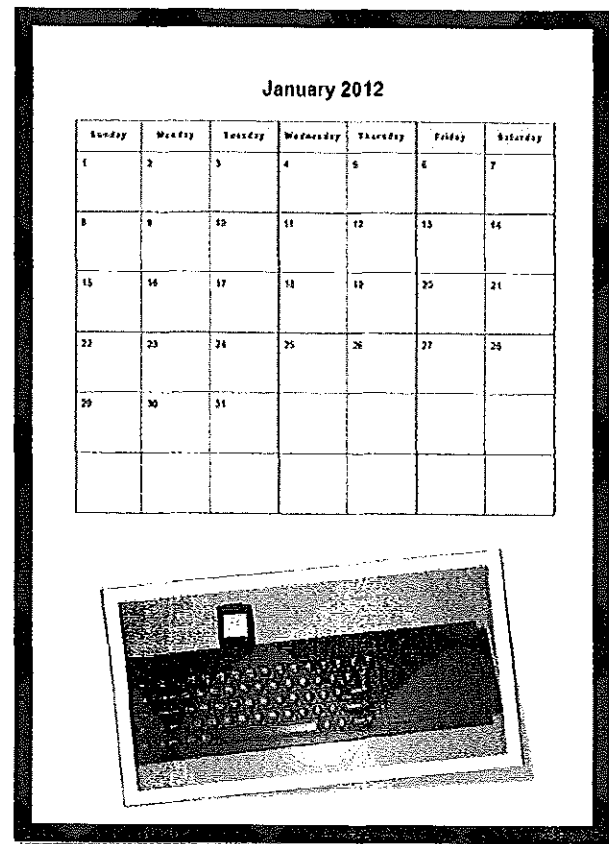 January 2012
Sunday Monday Tuesday Wednesday Thursday Friday Saturday
1 2 3 4 5 6 7
8 9 10 11 12 13 14
15 16 17 18 19 20 21
22 23 24 25 26 27 28
29 30 31